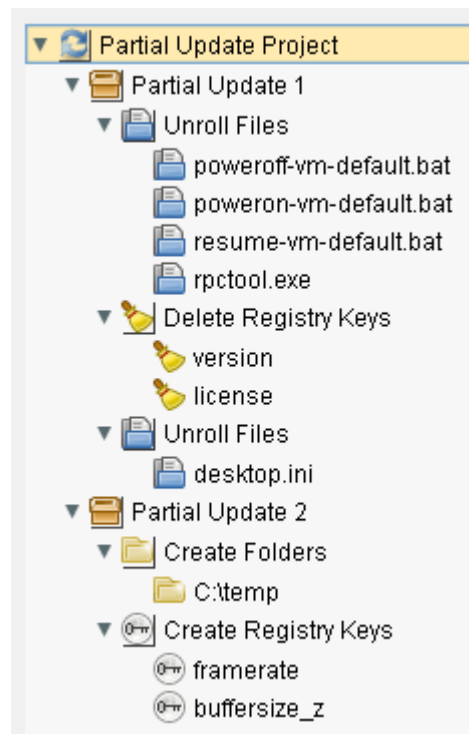 Partial Update Project
Partial Update 1
Unroll Files
poweroff-vm-default.bat
poweron-vm-default.bat
resume-vm-default.bat
rpctool.exe
Delete Registry Keys
version
license
Unroll Files
desktop.ini
Partial Update 2
Create Folders
C:\temp
Create Registry Keys
framerate
buffersize_z